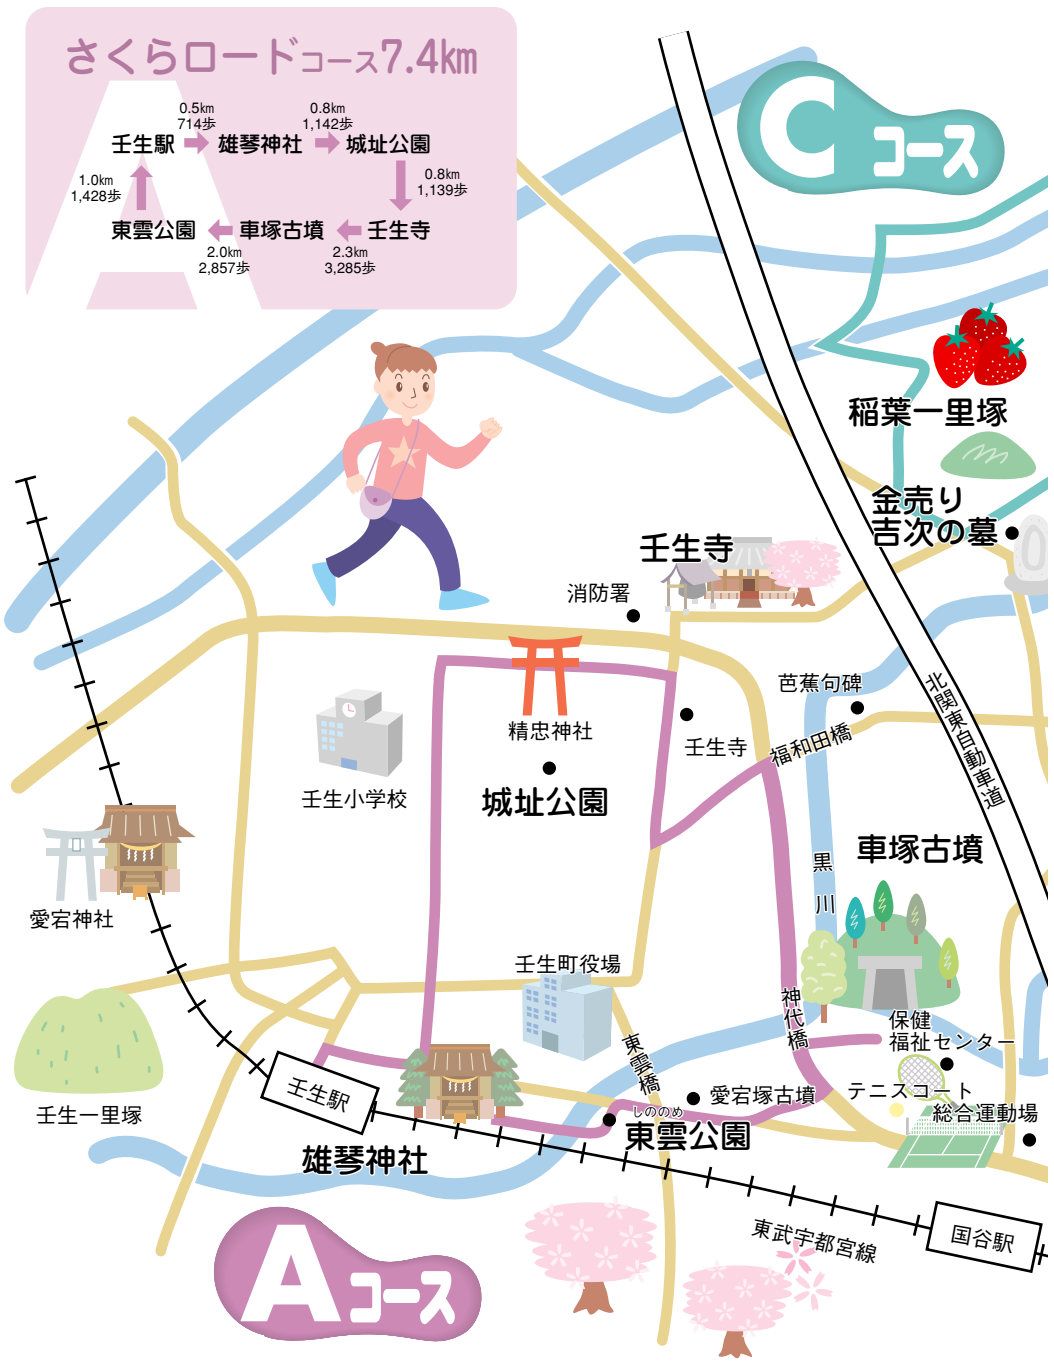 さくらロードコース7.4km
0.5km
714歩
0.8km
1,142歩
壬生駅
雄琴神社
城址公園
1.0km
1,428歩
0.8km
1,139歩
東雲公園
車塚古墳
壬生寺
2.0km
2,857歩
2.3km
3,285歩
A
Cコース
稲葉一里塚
金売り
吉次の墓
壬生寺
消防署
芭蕉句碑
北関東自動車道
精忠神社
壬生寺
福和田橋
壬生小学校
城址公園
車塚古墳
黒川
愛宕神社
壬生町役場
神代橋
保健
福祉センター
東雲橋
壬生駅
愛宕塚古墳
テニスコート
総合運動場
壬生一里塚
しののめ
東雲公園
雄琴神社
東武宇都宮線
国谷駅
Aコース